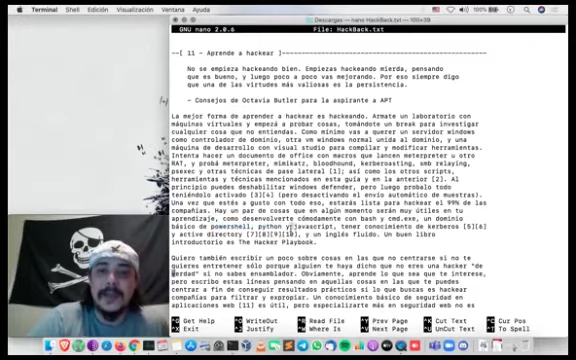 Terminal Shell Edición Visualización Ventana Ayuda 100%
Descargas — nano HackBack.txt — 100×39
GNU nano 2.0.6 File: HackBack.txt
--[ 11 - Aprende a hackear ]--
No se empieza hackeando bien. Empiezas hackeando mierda, pensando
que es bueno, y luego poco a poco vas mejorando. Por eso siempre digo
que una de las virtudes más valiosas es la persistencia.
- Consejos de Octavia Butler para la aspirante a APT
La mejor forma de aprender a hackear es hackeando. Armate un laboratorio con
máquinas virtuales y empezá a probar cosas, tomándote un break para investigar
cualquier cosa que no entiendas. Como mínimo vas a querer un servidor windows
como controlador de dominio, otra vm windows normal unida al dominio, y una
máquina de desarrollo con visual studio para compilar y modificar herramientas.
Intenta hacer un documento de office con macros que lancen meterpreter u otro
RAT, y probá meterpreter, mimikatz, bloodhound, kerberoasting, smb relaying,
psexec y otras técnicas de pase lateral [1]; así como los otros scripts,
herramientas y técnicas mencionados en esta guía y en la anterior [2]. Al
principio puedes deshabilitar windows defender, pero luego probalo todo
teniéndolo activado [3][4] (pero desactivando el envío automático de muestras).
Una vez que estés a gusto con todo eso, estarás lista para hackear el 99% de las
compañías. Hay un par de cosas que en algún momento serán muy útiles en tu
aprendizaje, como desenvolverte cómodamente con bash y cmd.exe, un dominio
básico de powershell, python y javascript, tener conocimiento de kerberos [5][6]
y active directory [7][8][9][10], y un inglés fluido. Un buen libro
introductorio es The Hacker Playbook.
Quiero también escribir un poco sobre cosas en las que no centrarse si no te
quieres entretener sólo porque alguien te haya dicho que no eres una hacker "de
verdad" si no sabes ensamblador. Obviamente, aprende lo que sea que te interese,
pero escribo estas líneas pensando en aquellas cosas en las que te puedes
centrar a fin de conseguir resultados prácticos si lo que buscas es hackear
compañías para filtrar y expropiar. Un conocimiento básico de seguridad en
aplicaciones web [11] es útil, pero especializarte más en seguridad web no es
^G Get Help ^O WriteOut ^R Read File ^Y Prev Page ^K Cut Text ^C Cur Pos
^X Exit ^J Justify ^W Where Is ^V Next Page ^U UnCut Text ^T To Spell